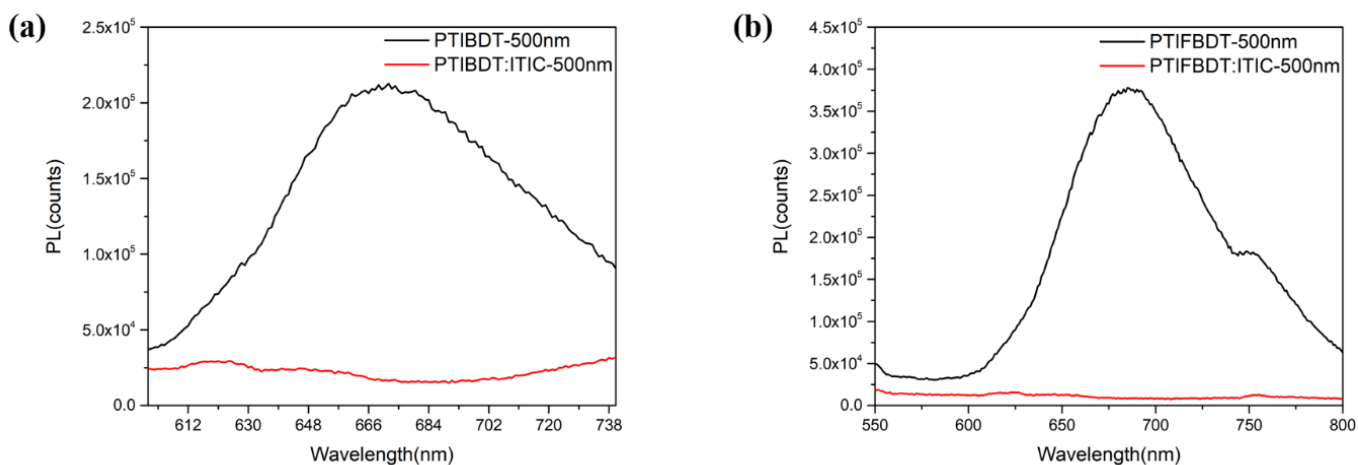 (a)
PTIBDT-500nm
PTIBDT:ITIC-500nm
PL(counts)
2.5x10⁵
2.0x10⁵
1.5x10⁵
1.0x10⁵
5.0x10⁴
0.0
612 630 648 666 684 702 720 738
Wavelength(nm)
(b)
PTIFBDT-500nm
PTIFBDT:ITIC-500nm
PL(counts)
4.5x10⁵
4.0x10⁵
3.5x10⁵
3.0x10⁵
2.5x10⁵
2.0x10⁵
1.5x10⁵
1.0x10⁵
5.0x10⁴
0.0
550 600 650 700 750 800
Wavelength(nm)